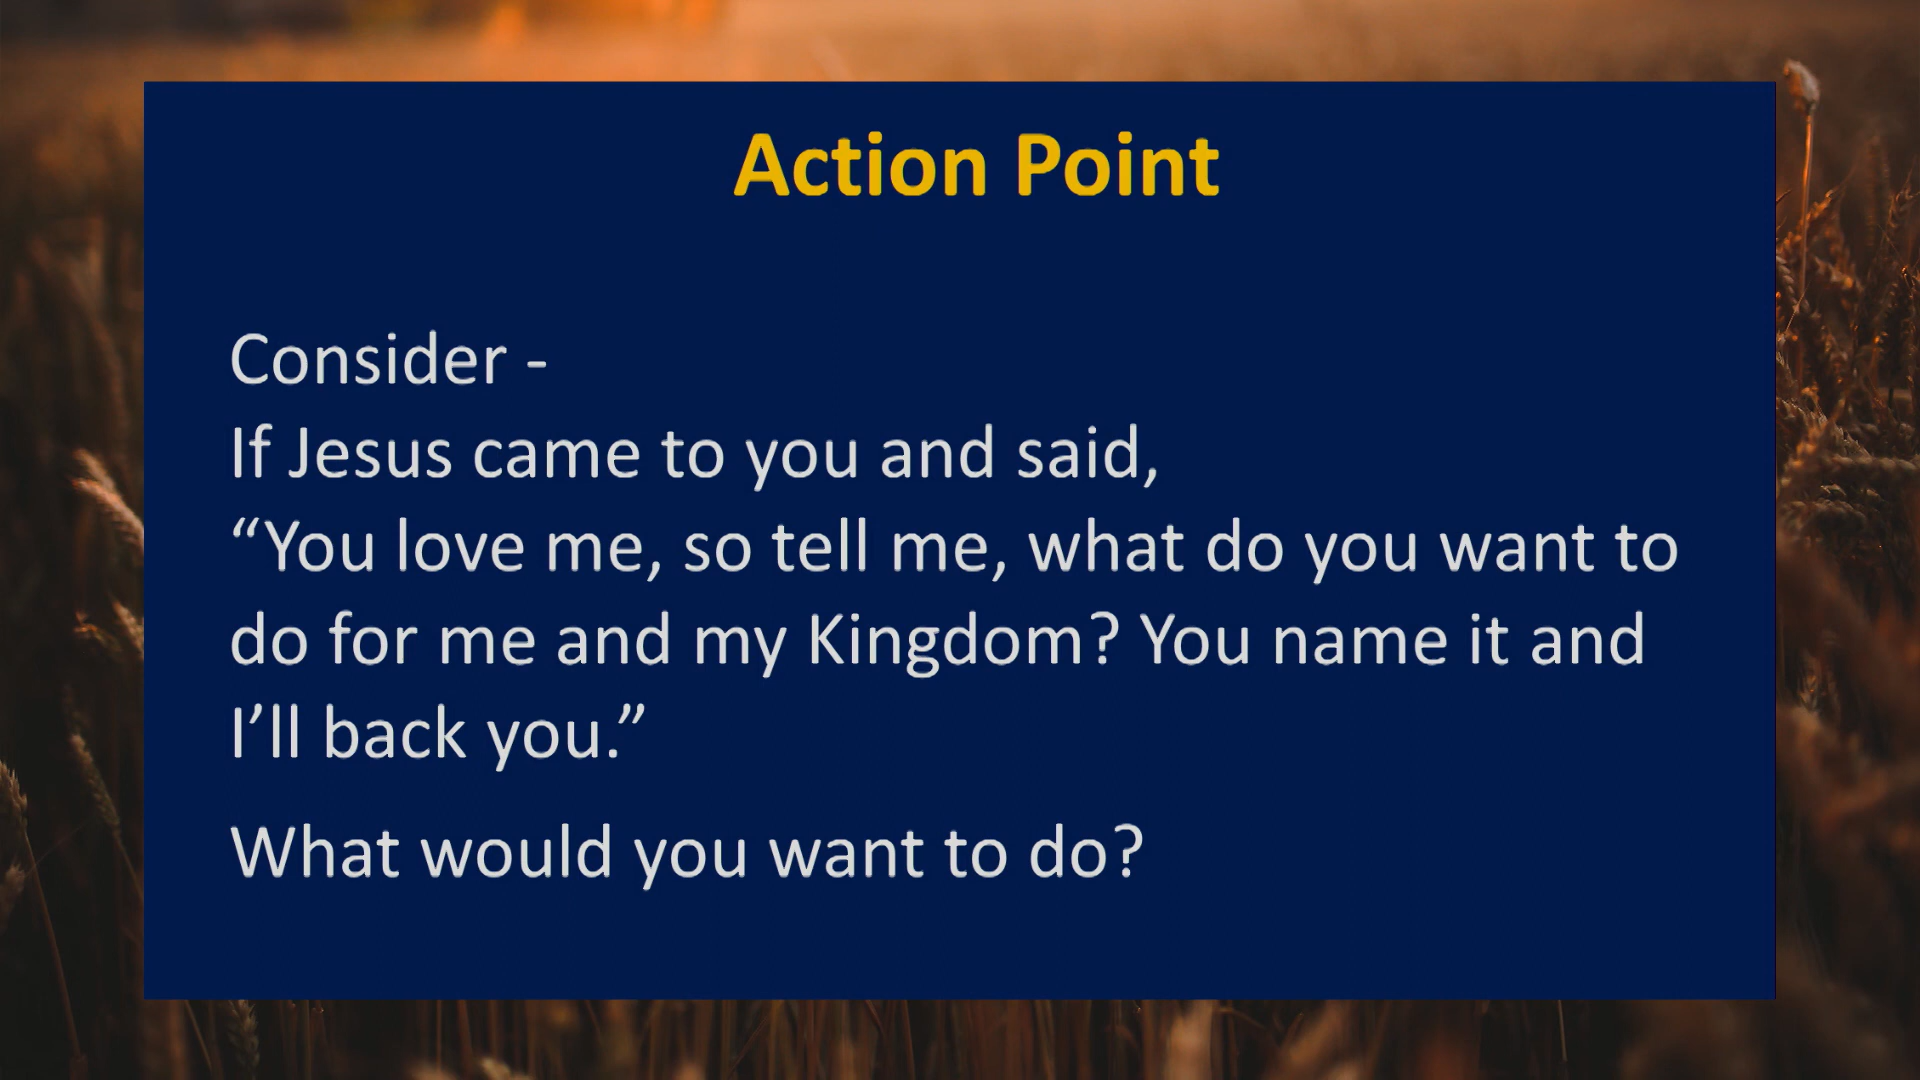 Action Point
Consider -
If Jesus came to you and said,
“You love me, so tell me, what do you want to
do for me and my Kingdom? You name it and
I’ll back you.”
What would you want to do?